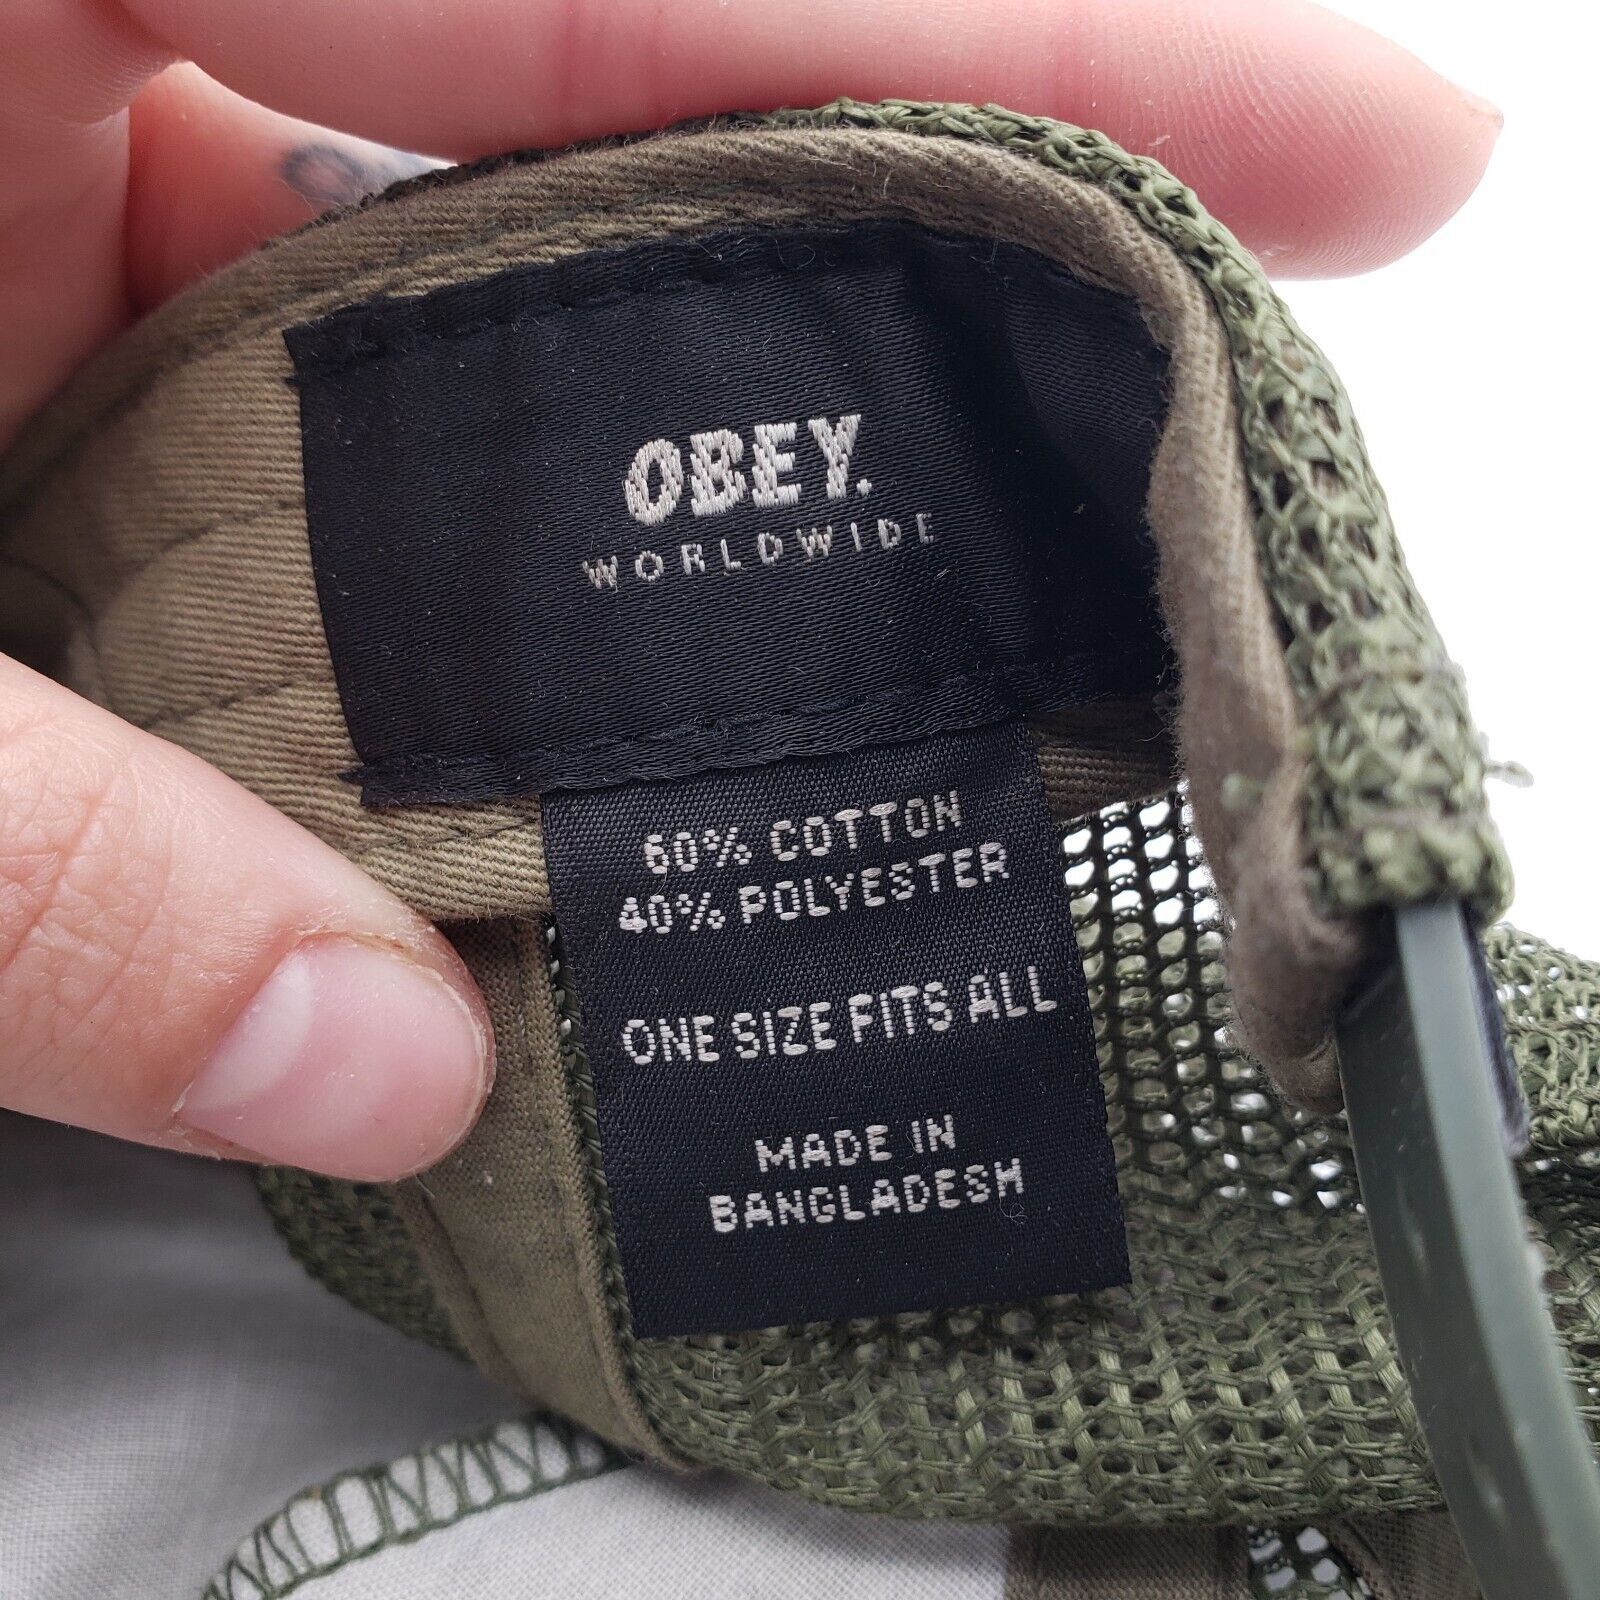 OBEY.
WORLDWIDE
60% COTTON
40% POLYESTER
ONE SIZE FITS ALL
MADE IN
BANGLADESH